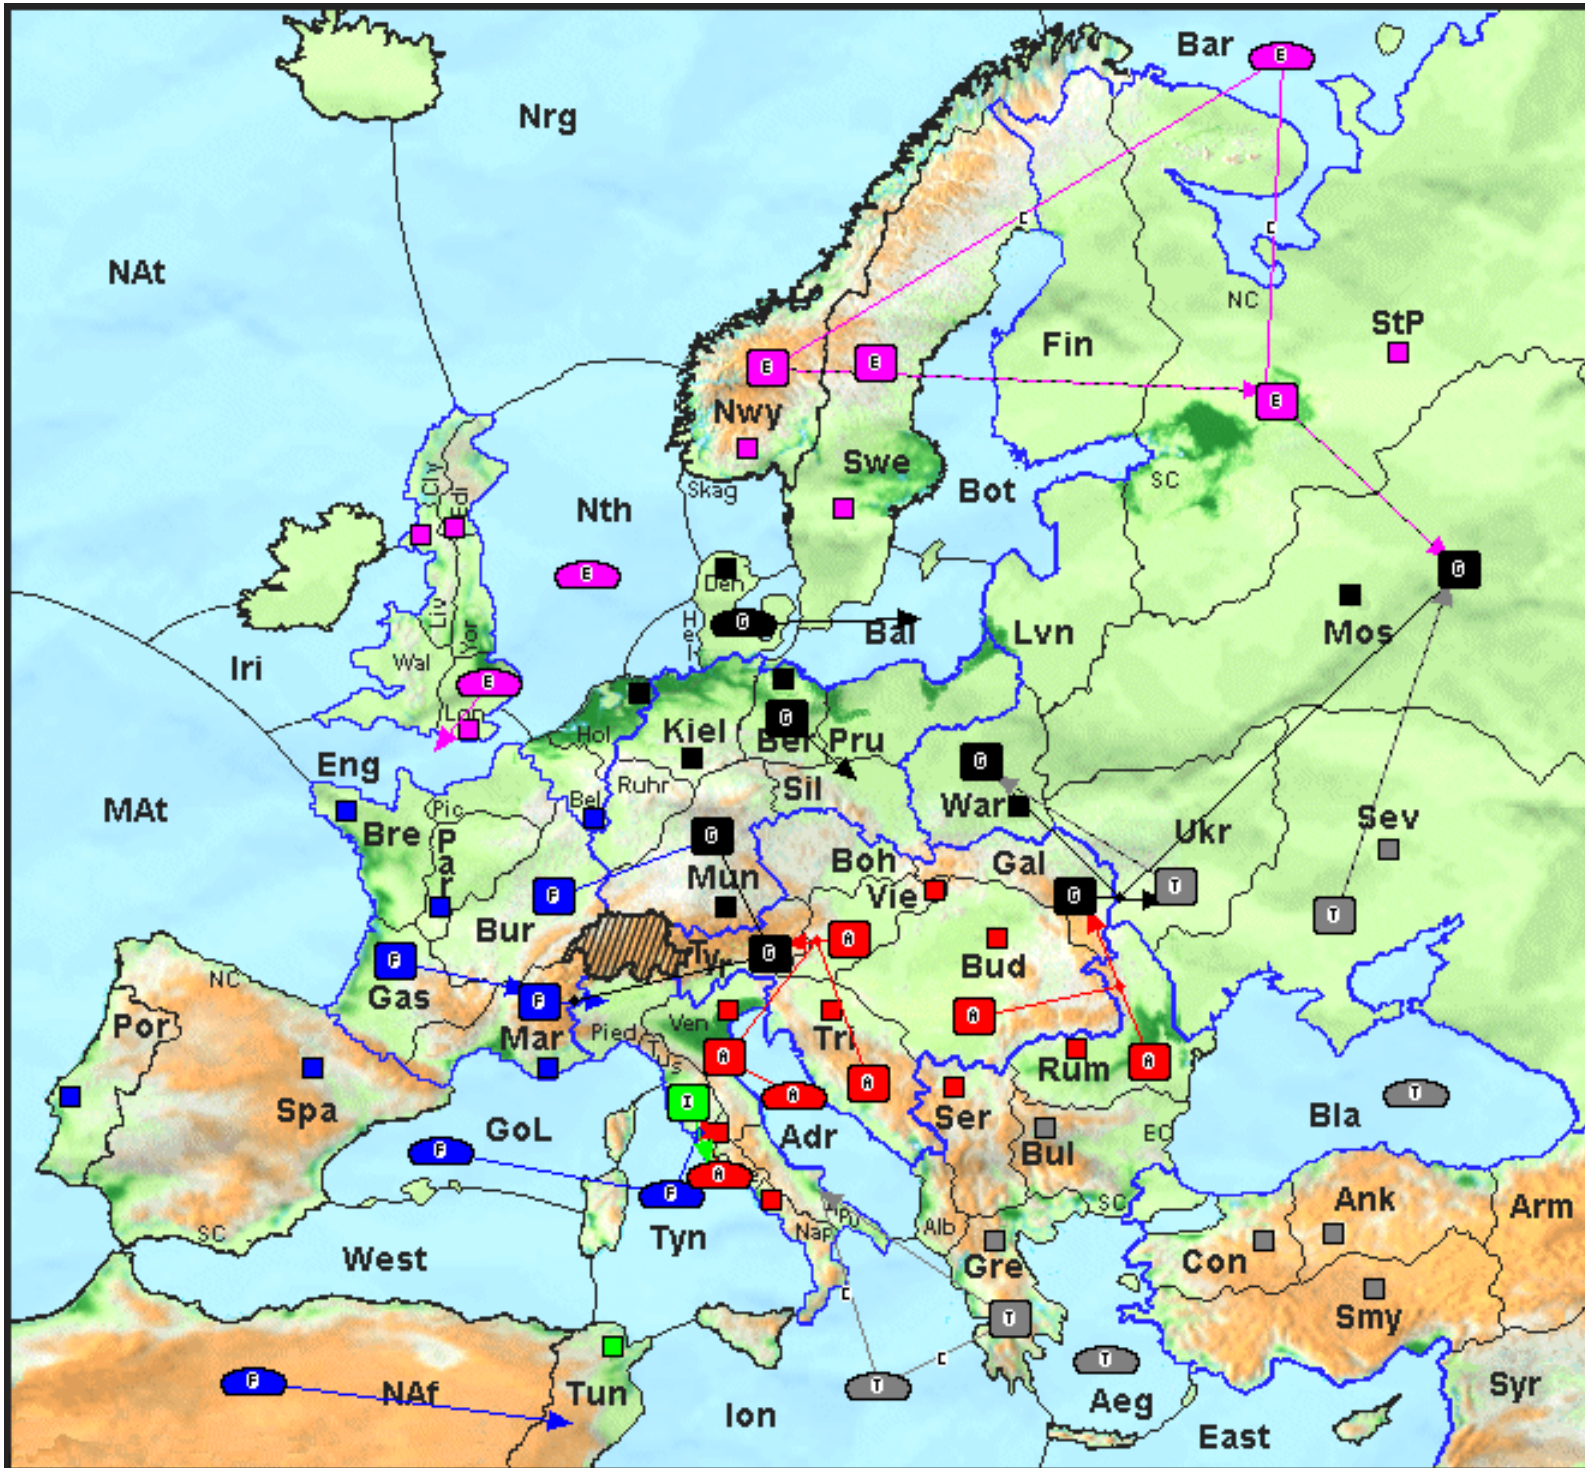 Bar
E
Nrg
NAt
C
C
NC
StP
Fin
E
E
E
Nwy
Swe
Cly
Edi
Skag
Bot
SC
Nth
E
Den
G
Mos
G
Hel
Bal
Lvn
Liv
Yor
Wal
Iri
E
Lon
Hol
Kiel
G
Ber
Pru
Eng
Ruhr
Sil
G
War
MAt
Pic
Bel
Bre
Par
G
Mun
Boh
Vie
Gal
Ukr
Sev
F
Bur
G
T
T
F
Gas
NC
Tyr
G
A
Bud
F
Mar
Por
Pied
Ven
Tus
Tri
A
Rum
A
A
A
A
Spa
I
GoL
Adr
Ser
Bul
EC
Bla
T
F
F
A
Tyn
Nap
Apu
Alb
SC
Ank
Arm
SC
West
Gre
Con
Smy
C
C
T
T
T
F
NAf
Tun
Ion
Aeg
East
Syr